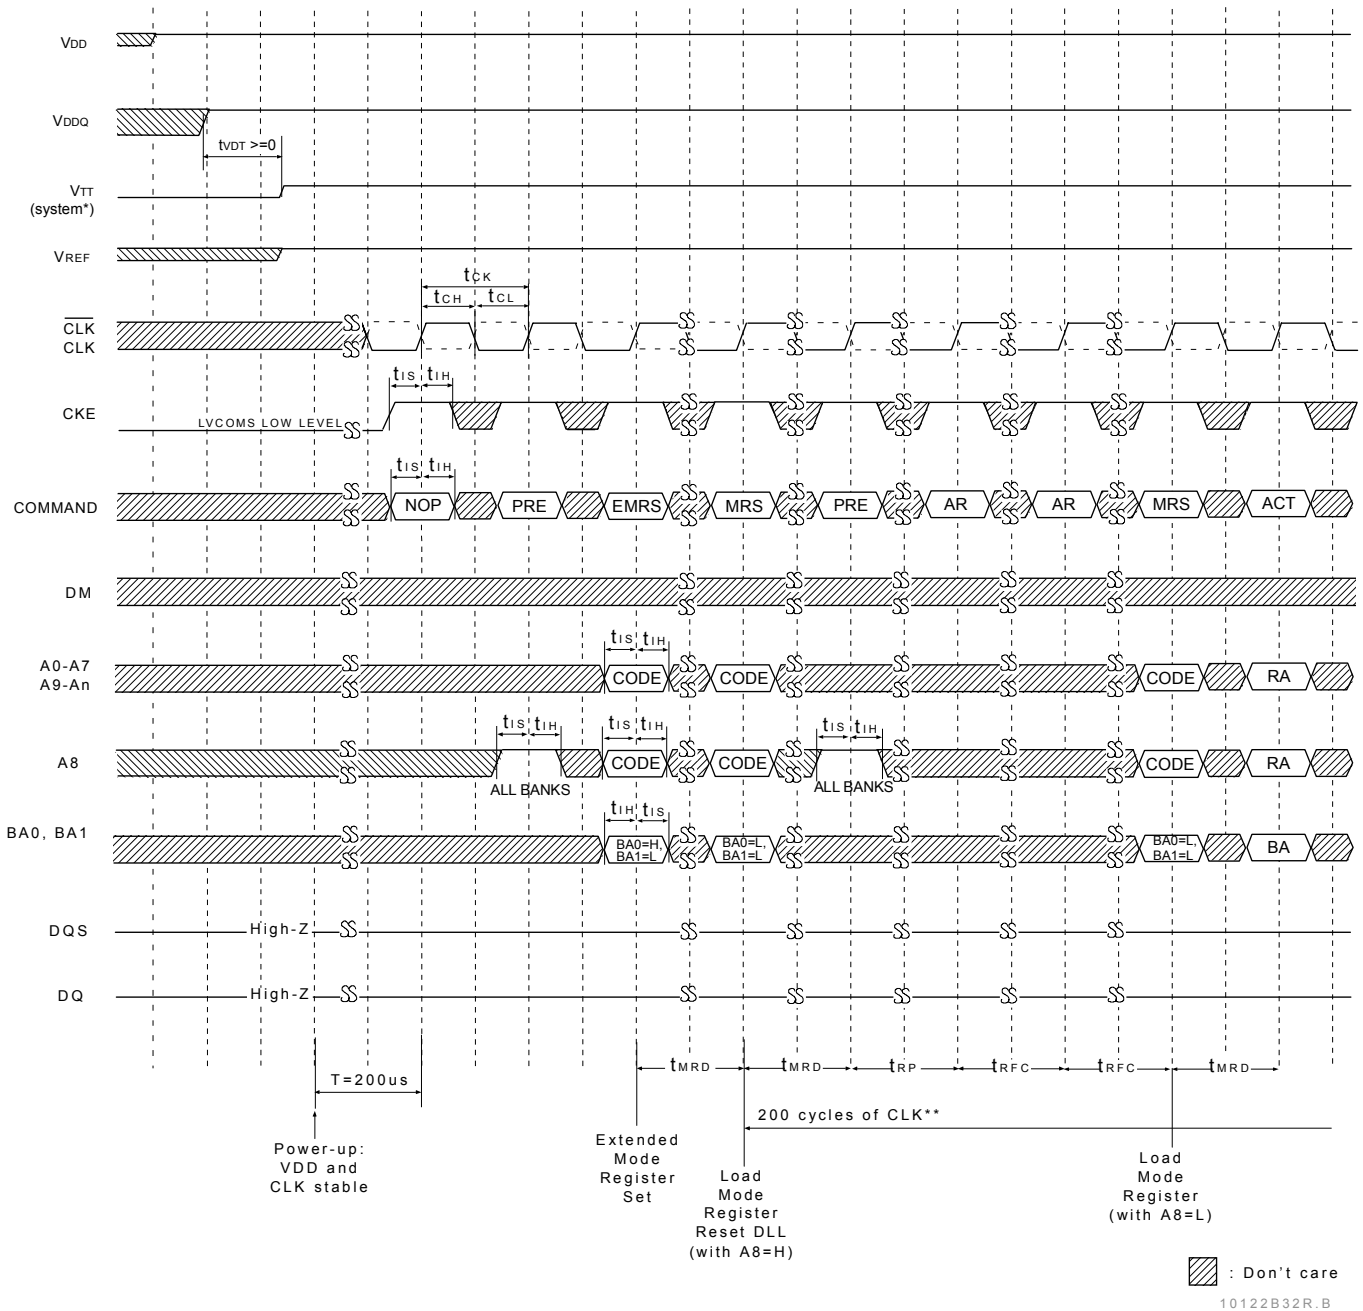 VDD
VDDQ
tVDT >=0
VTT
(system*)
VREF
tCK
tCH tCL
CLK
CLK
tIS tIH
CKE
LVCOMS LOW LEVEL
tIS tIH
COMMAND NOP PRE EMRS MRS PRE AR AR MRS ACT
DM
tIS tIH
A0-A7
A9-An
CODE CODE CODE RA
tIS tIH tIS tIH tIS tIH
A8 CODE CODE CODE RA
ALL BANKS ALL BANKS
tIH tIS
BA0, BA1
BA0=H, BA0=L, BA0=L,
BA1=L BA1=L BA1=L BA
DQS High-Z
DQ High-Z
tMRD tMRD tRP tRFC tRFC tMRD
T=200us
200 cycles of CLK**
Power-up:
VDD and
CLK stable
Extended
Mode
Register
Set
Load
Mode
Register
Reset DLL
(with A8=H)
Load
Mode
Register
(with A8=L)
: Don't care
10122B32R.B